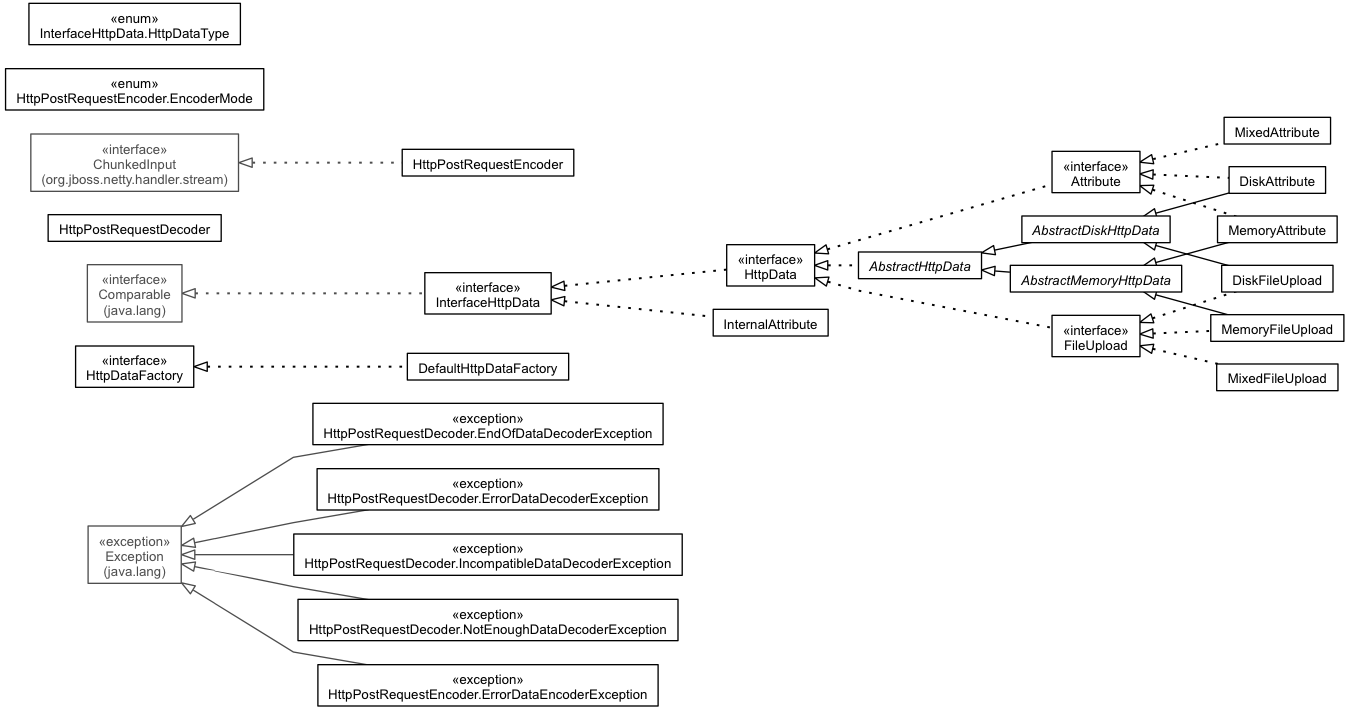 «enum»
InterfaceHttpData.HttpDataType
«enum»
HttpPostRequestEncoder.EncoderMode
«interface»
ChunkedInput
(org.jboss.netty.handler.stream)
HttpPostRequestEncoder
HttpPostRequestDecoder
«interface»
Comparable
(java.lang)
«interface»
InterfaceHttpData
«interface»
HttpData
InternalAttribute
AbstractHttpData
«interface»
Attribute
AbstractDiskHttpData
AbstractMemoryHttpData
«interface»
FileUpload
MixedAttribute
DiskAttribute
MemoryAttribute
DiskFileUpload
MemoryFileUpload
MixedFileUpload
«interface»
HttpDataFactory
DefaultHttpDataFactory
«exception»
HttpPostRequestDecoder.EndOfDataDecoderException
«exception»
HttpPostRequestDecoder.ErrorDataDecoderException
«exception»
Exception
(java.lang)
«exception»
HttpPostRequestDecoder.IncompatibleDataDecoderException
«exception»
HttpPostRequestDecoder.NotEnoughDataDecoderException
«exception»
HttpPostRequestEncoder.ErrorDataEncoderException